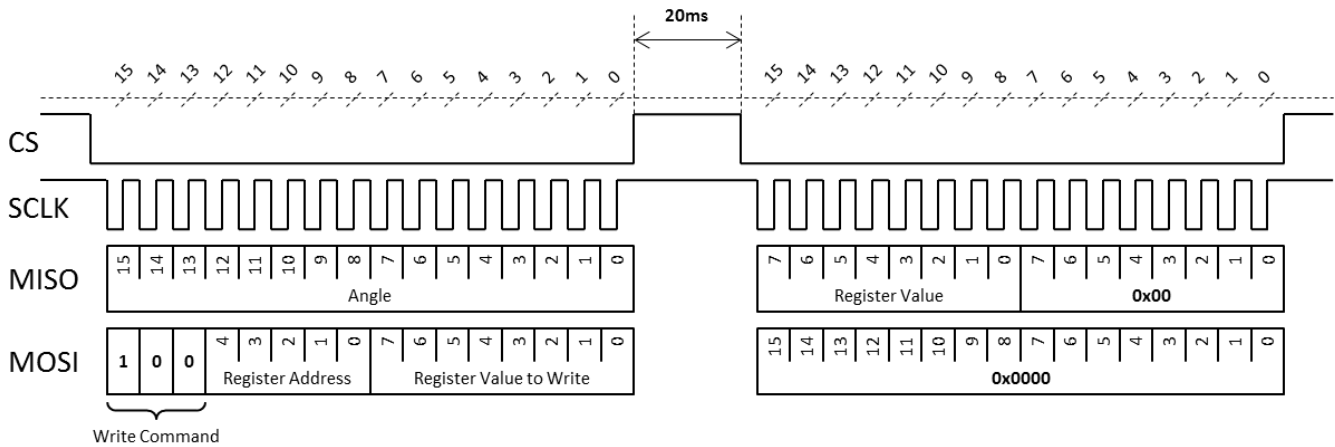 20ms
15 14 13 12 11 10 9 8 7 6 5 4 3 2 1 0 15 14 13 12 11 10 9 8 7 6 5 4 3 2 1 0
CS
SCLK
MISO 15 14 13 12 11 10 9 8 7 6 5 4 3 2 1 0 7 6 5 4 3 2 1 0 7 6 5 4 3 2 1 0
Angle Register Value 0x00
MOSI 1 0 0 4 3 2 1 0 7 6 5 4 3 2 1 0 15 14 13 12 11 10 9 8 7 6 5 4 3 2 1 0
Register Address Register Value to Write 0x0000
Write Command